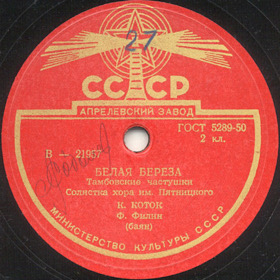 27
СССР
АПРЕЛЕВСКИЙ ЗАВОД
ГОСТ 5289-50
2 кл.
В — 21937
БЕЛАЯ БЕРЕЗА
Тамбовские частушки
Солистка хора им. Пятницкого
К. КОТОК
Ф. Филин
(баян)
МИНИСТЕРСТВО КУЛЬТУРЫ СССР